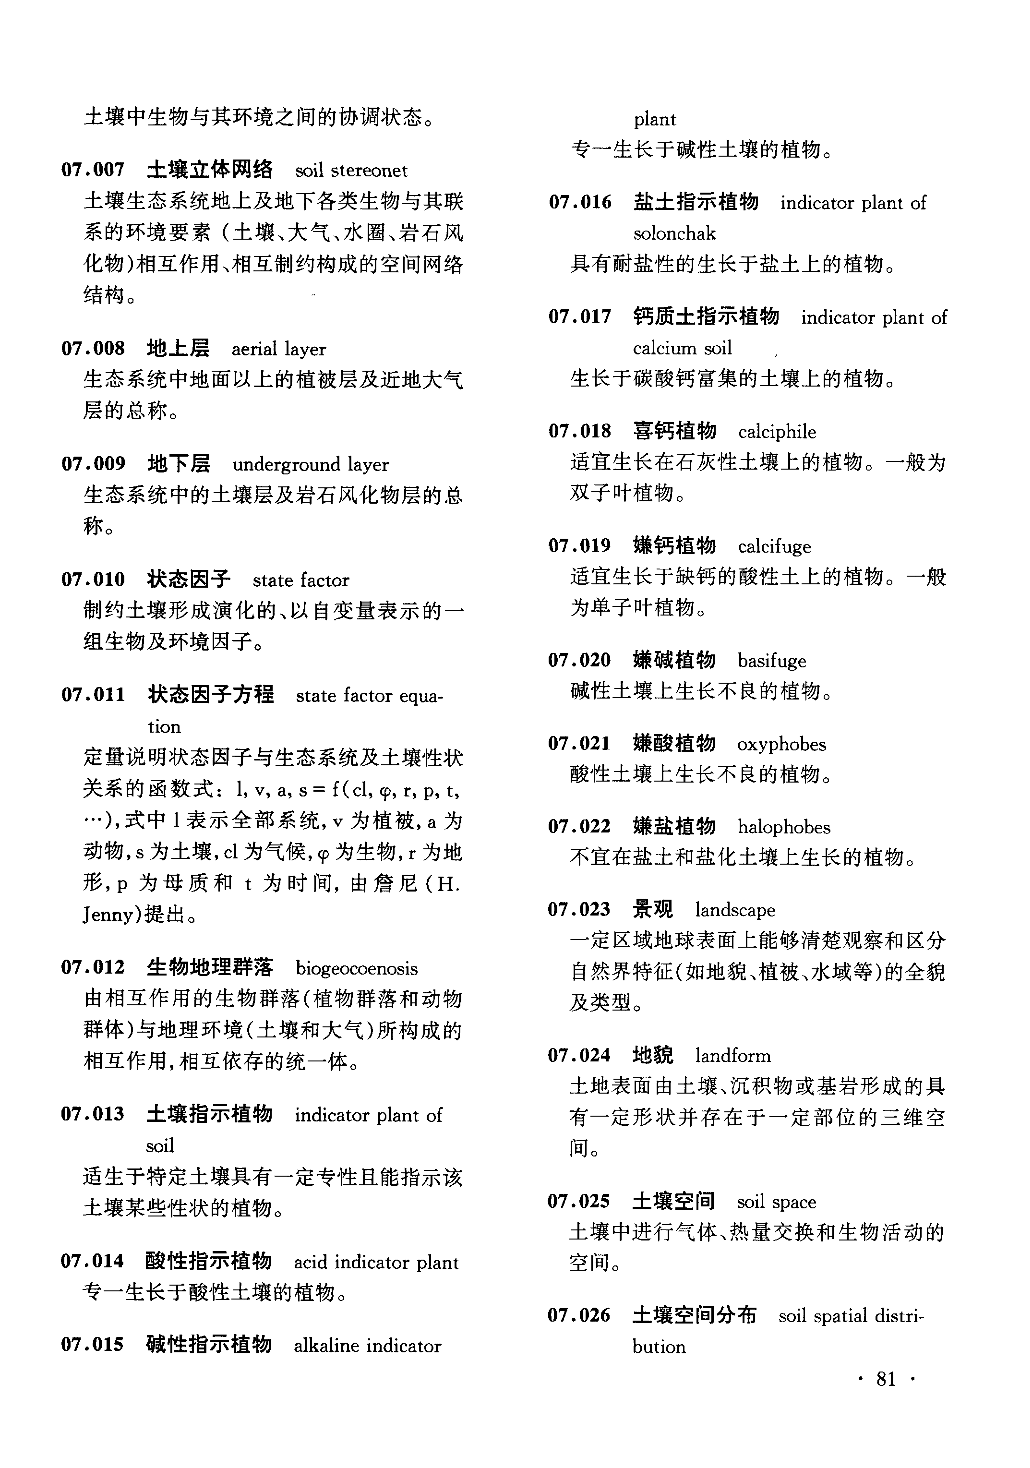 土壤中生物与其环境之间的协调状态。
07.007 土壤立体网络 soil stereonet
土壤生态系统地上及地下各类生物与其联
系的环境要素（土壤、大气、水圈、岩石风
化物)相互作用、相互制约构成的空间网络
结构。
07.008 地上层 aerial layer
生态系统中地面以上的植被层及近地大气
层的总称。
07.009 地下层 underground layer
生态系统中的土壤层及岩石风化物层的总
称。
07.010 状态因子 state factor
制约土壤形成演化的、以自变量表示的一
组生物及环境因子。
07.011 状态因子方程 state factor equa-
tion
定量说明状态因子与生态系统及土壤性状
关系的函数式：l, v, a, s = f(cl, φ, r, p, t,
…),式中 l 表示全部系统, v 为植被, a 为
动物, s 为土壤, cl 为气候, φ 为生物, r 为地
形, p 为母质和 t 为时间, 由詹尼(H.
Jenny)提出。
07.012 生物地理群落 biogeocoenosis
由相互作用的生物群落(植物群落和动物
群体)与地理环境(土壤和大气)所构成的
相互作用,相互依存的统一体。
07.013 土壤指示植物 indicator plant of
soil
适生于特定土壤具有一定专性且能指示该
土壤某些性状的植物。
07.014 酸性指示植物 acid indicator plant
专一生长于酸性土壤的植物。
07.015 碱性指示植物 alkaline indicator
plant
专一生长于碱性土壤的植物。
07.016 盐土指示植物 indicator plant of
solonchak
具有耐盐性的生长于盐土上的植物。
07.017 钙质土指示植物 indicator plant of
calcium soil
生长于碳酸钙富集的土壤上的植物。
07.018 喜钙植物 calciphile
适宜生长在石灰性土壤上的植物。一般为
双子叶植物。
07.019 嫌钙植物 calcifuge
适宜生长于缺钙的酸性土上的植物。一般
为单子叶植物。
07.020 嫌碱植物 basifuge
碱性土壤上生长不良的植物。
07.021 嫌酸植物 oxyphobes
酸性土壤上生长不良的植物。
07.022 嫌盐植物 halophobes
不宜在盐土和盐化土壤上生长的植物。
07.023 景观 landscape
一定区域地球表面上能够清楚观察和区分
自然界特征(如地貌、植被、水域等)的全貌
及类型。
07.024 地貌 landform
土地表面由土壤、沉积物或基岩形成的具
有一定形状并存在于一定部位的三维空
间。
07.025 土壤空间 soil space
土壤中进行气体、热量交换和生物活动的
空间。
07.026 土壤空间分布 soil spatial distri-
bution
· 81 ·